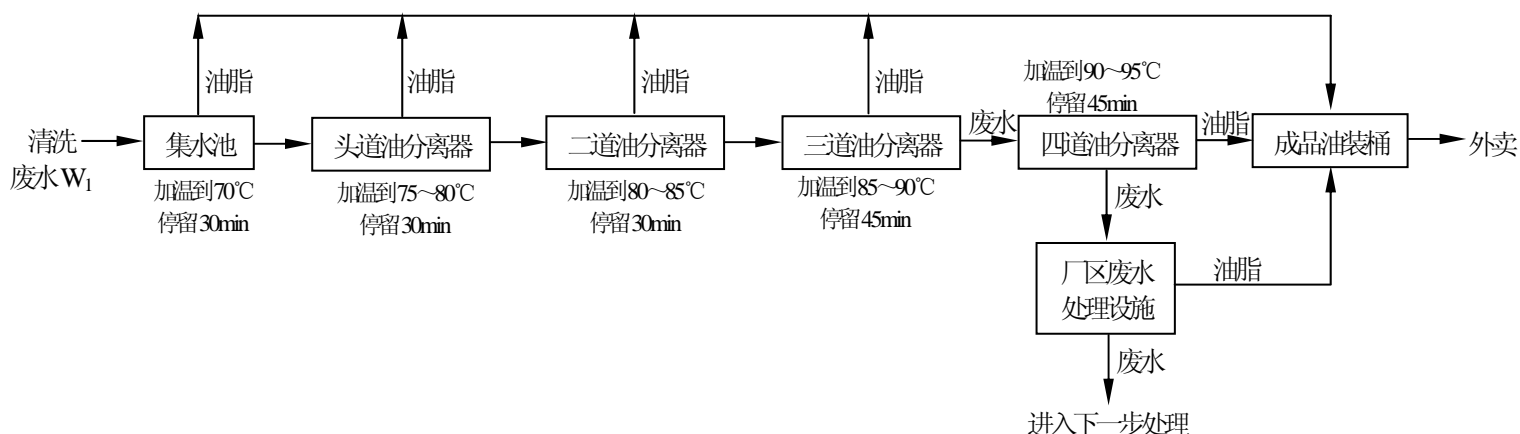 油脂
油脂
油脂
油脂
加温到90～95℃
停留45min
清洗
废水W₁
集水池
头道油分离器
二道油分离器
三道油分离器
废水
四道油分离器
油脂
成品油装桶
外卖
加温到70℃
停留30min
加温到75～80℃
停留30min
加温到80～85℃
停留30min
加温到85～90℃
停留45min
废水
厂区废水
处理设施
油脂
废水
进入下一步处理